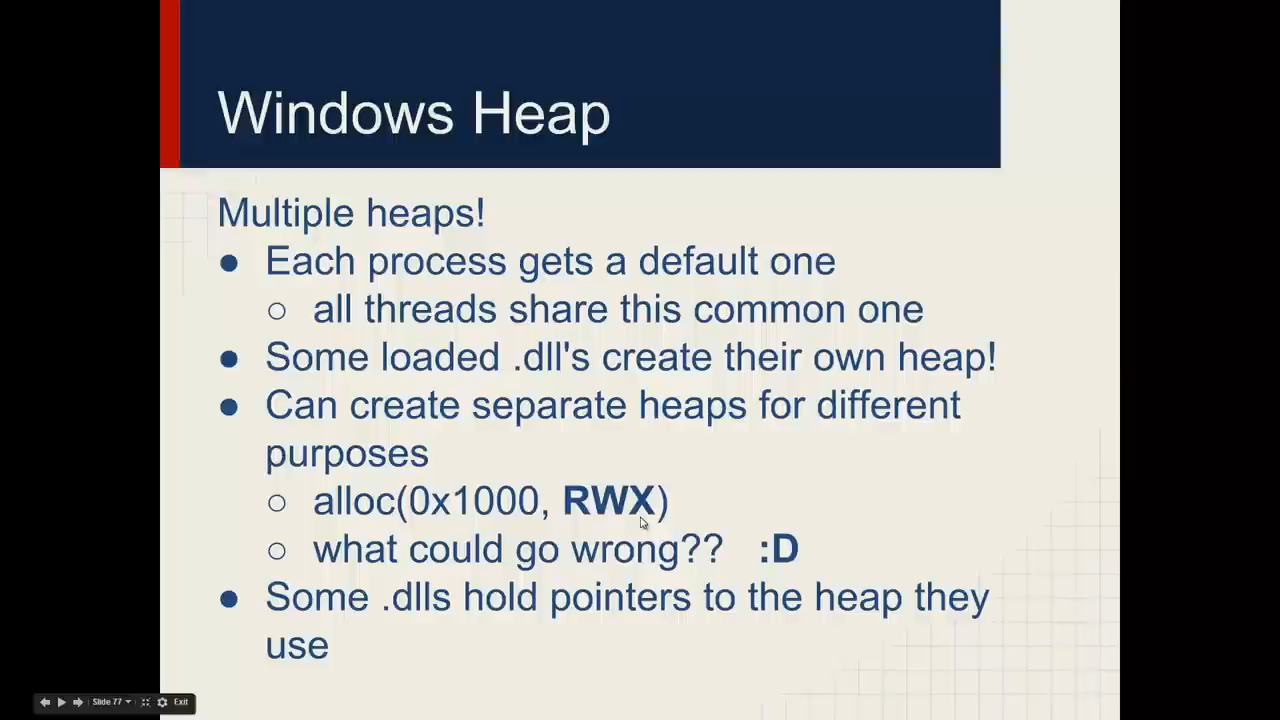 Windows Heap
Multiple heaps!
● Each process gets a default one
○ all threads share this common one
● Some loaded .dll's create their own heap!
● Can create separate heaps for different
purposes
○ alloc(0x1000, RWX)
○ what could go wrong?? :D
● Some .dlls hold pointers to the heap they
use
Slide 77 Exit